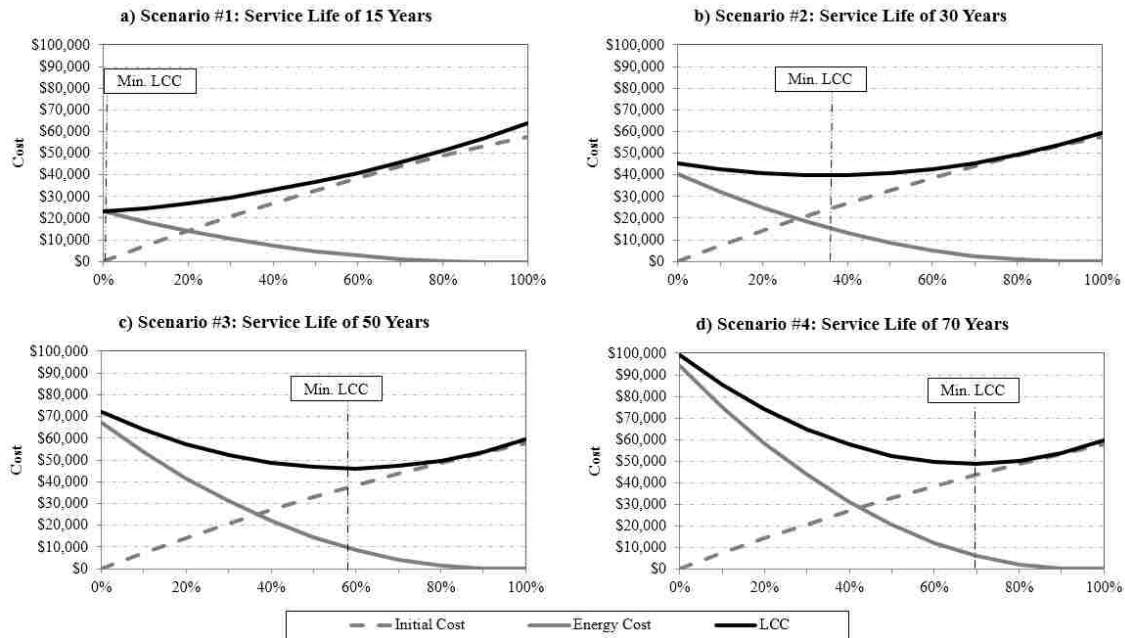 a) Scenario #1: Service Life of 15 Years
$100,000
$90,000
$80,000
$70,000
$60,000
$50,000
$40,000
$30,000
$20,000
$10,000
$0
Cost
Min. LCC
0% 20% 40% 60% 80% 100%
b) Scenario #2: Service Life of 30 Years
$100,000
$90,000
$80,000
$70,000
$60,000
$50,000
$40,000
$30,000
$20,000
$10,000
$0
Cost
Min. LCC
0% 20% 40% 60% 80% 100%
c) Scenario #3: Service Life of 50 Years
$100,000
$90,000
$80,000
$70,000
$60,000
$50,000
$40,000
$30,000
$20,000
$10,000
$0
Cost
Min. LCC
0% 20% 40% 60% 80% 100%
d) Scenario #4: Service Life of 70 Years
$100,000
$90,000
$80,000
$70,000
$60,000
$50,000
$40,000
$30,000
$20,000
$10,000
$0
Cost
Min. LCC
0% 20% 40% 60% 80% 100%
Initial Cost Energy Cost LCC